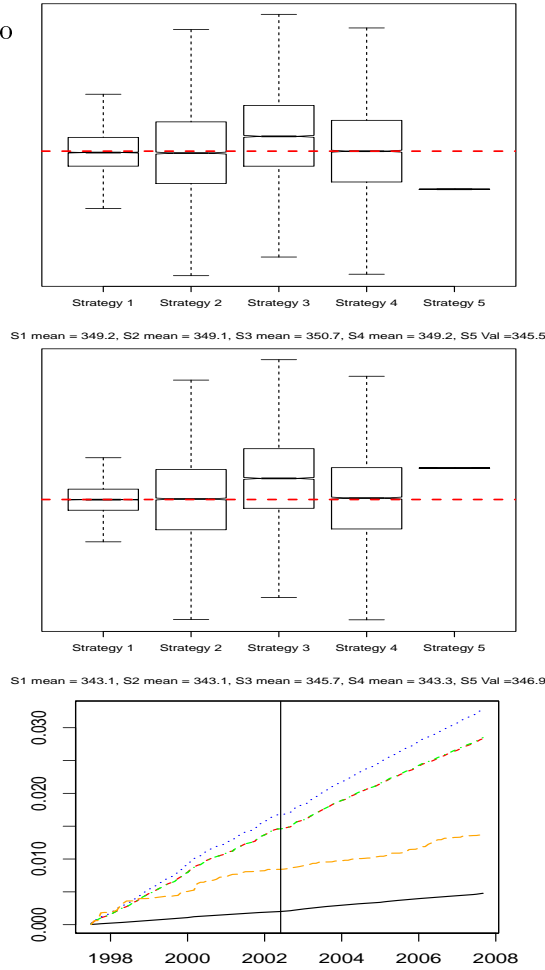 o
Strategy 1 Strategy 2 Strategy 3 Strategy 4 Strategy 5
S1 mean = 349.2, S2 mean = 349.1, S3 mean = 350.7, S4 mean = 349.2, S5 Val =345.5
Strategy 1 Strategy 2 Strategy 3 Strategy 4 Strategy 5
S1 mean = 343.1, S2 mean = 343.1, S3 mean = 345.7, S4 mean = 343.3, S5 Val =346.9
0.030
0.020
0.010
0.000
1998 2000 2002 2004 2006 2008